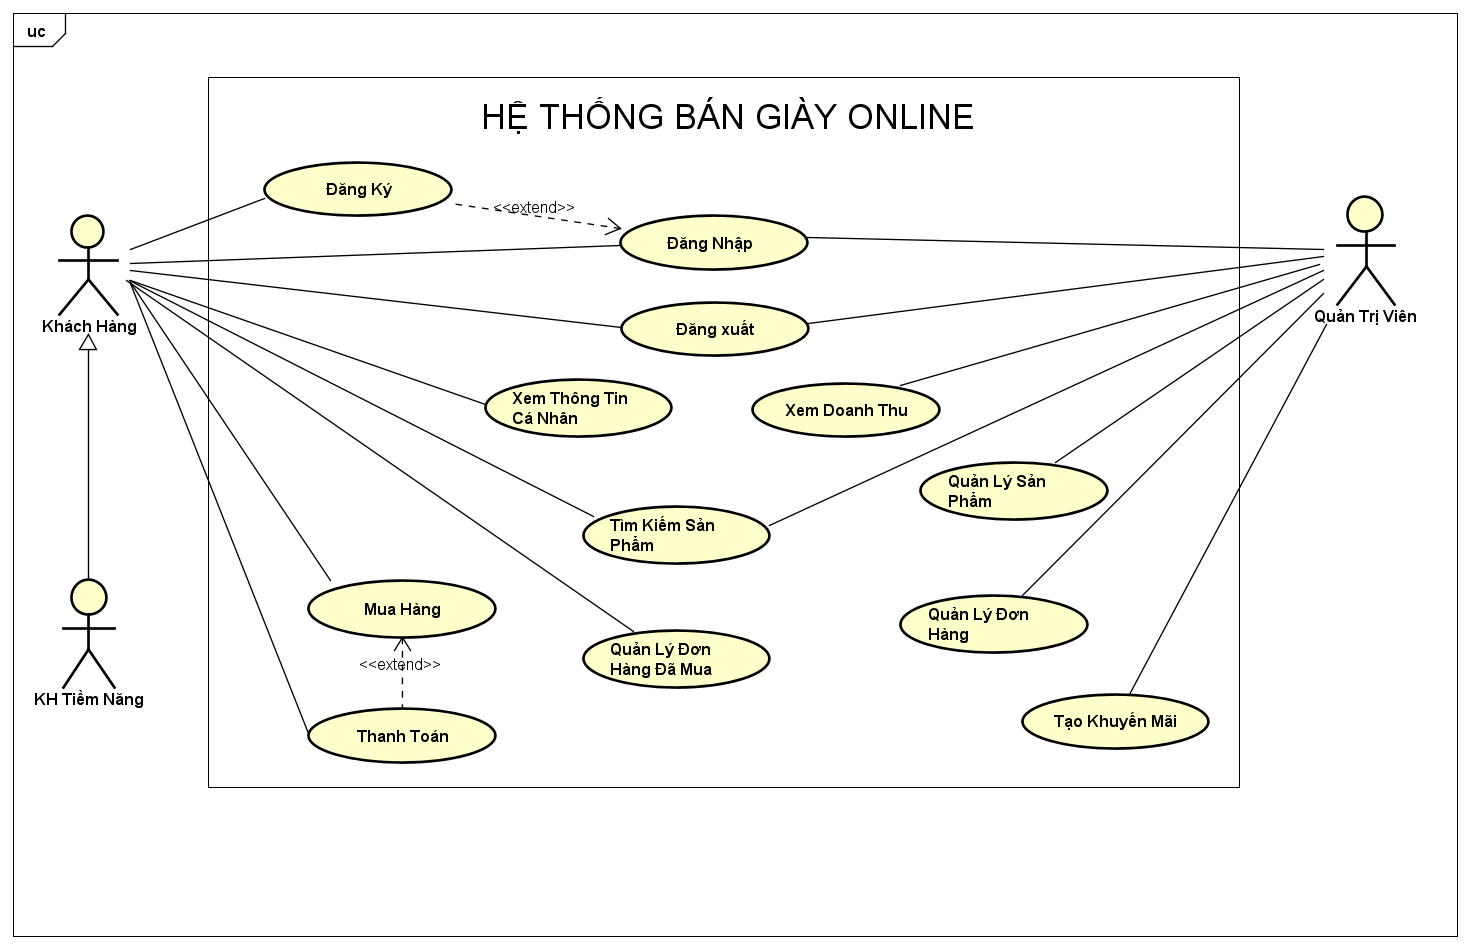 uc
HỆ THỐNG BÁN GIÀY ONLINE
Đăng Ký
<<extend>>
Đăng Nhập
Khách Hàng
Quản Trị Viên
Đăng xuất
Xem Thông Tin
Cá Nhân
Xem Doanh Thu
Quản Lý Sản
Phẩm
Tìm Kiếm Sản
Phẩm
Mua Hàng
Quản Lý Đơn
Hàng
Quản Lý Đơn
Hàng Đã Mua
<<extend>>
KH Tiềm Năng
Thanh Toán
Tạo Khuyến Mãi